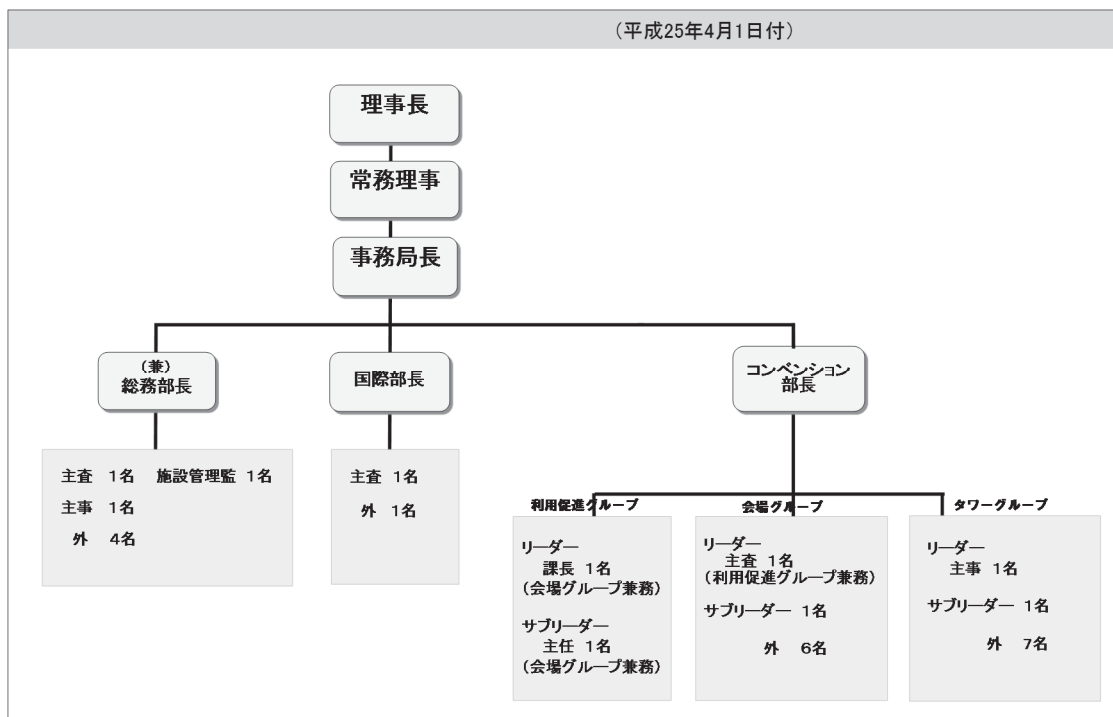 (平成25年4月1日付)
理事長
常務理事
事務局長
(兼)
総務部長
国際部長
コンベンション
部長
主査 1名 施設管理監 1名
主事 1名
外 4名
主査 1名
外 1名
利用促進グループ
リーダー
課長 1名
(会場グループ兼務)
サブリーダー
主任 1名
(会場グループ兼務)
会場グループ
リーダー
主査 1名
(利用促進グループ兼務)
サブリーダー 1名
外 6名
タワーグループ
リーダー
主事 1名
サブリーダー 1名
外 7名